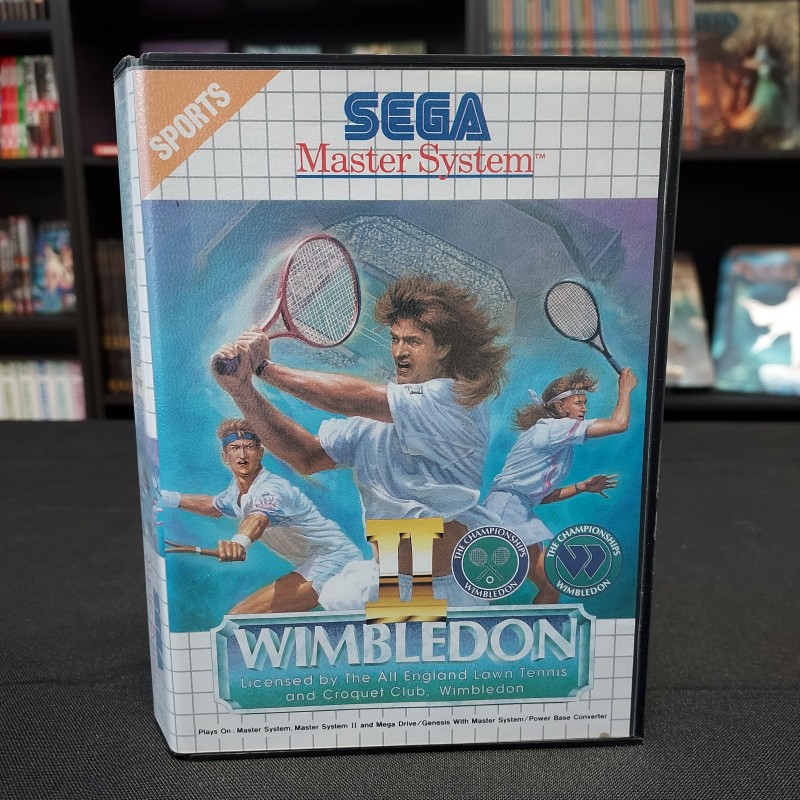 SPORTS
SEGA
Master System™
II
THE CHAMPIONSHIPS
WIMBLEDON
THE CHAMPIONSHIPS
WIMBLEDON
WIMBLEDON
Licensed by The All England Lawn Tennis
and Croquet Club, Wimbledon
Plays On : Master System, Master System II and Mega Drive/Genesis With Master System/Power Base Converter